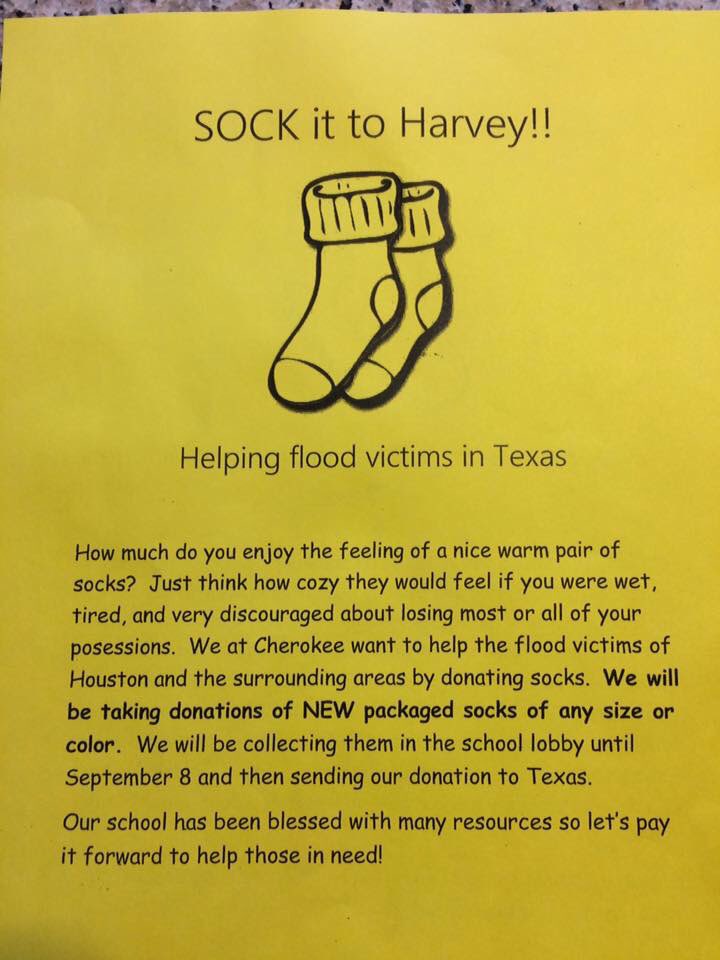 SOCK it to Harvey!!
Helping flood victims in Texas
How much do you enjoy the feeling of a nice warm pair of
socks? Just think how cozy they would feel if you were wet,
tired, and very discouraged about losing most or all of your
posessions. We at Cherokee want to help the flood victims of
Houston and the surrounding areas by donating socks. We will
be taking donations of NEW packaged socks of any size or
color. We will be collecting them in the school lobby until
September 8 and then sending our donation to Texas.
Our school has been blessed with many resources so let's pay
it forward to help those in need!